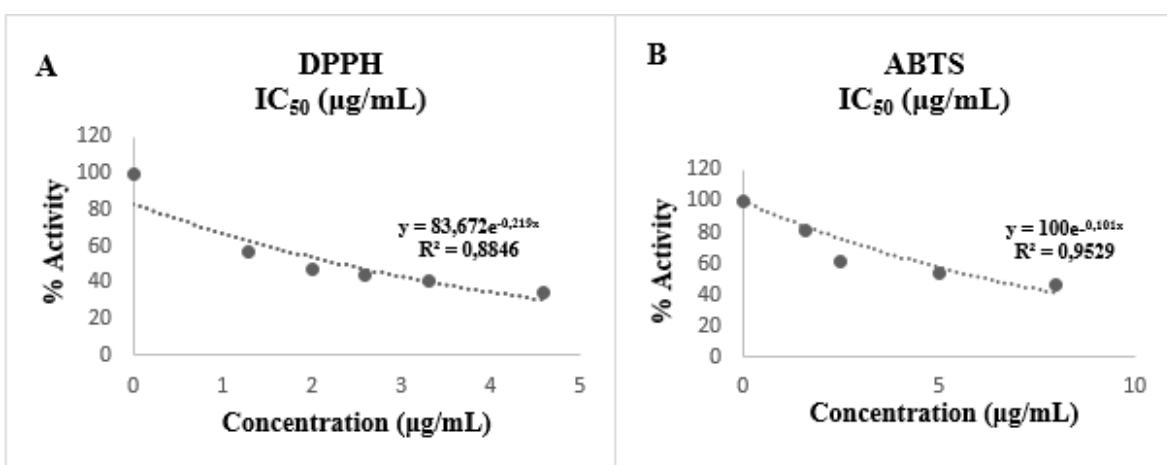 A
DPPH
IC₅₀ (µg/mL)
120
100
80
60
40
20
0
% Activity
y = 83,672e⁻⁰,²¹⁹ˣ
R² = 0,8846
0 1 2 3 4 5
Concentration (µg/mL)
B
ABTS
IC₅₀ (µg/mL)
120
100
80
60
40
20
0
% Activity
y = 100e⁻⁰,¹⁰¹ˣ
R² = 0,9529
0 5 10
Concentration (µg/mL)